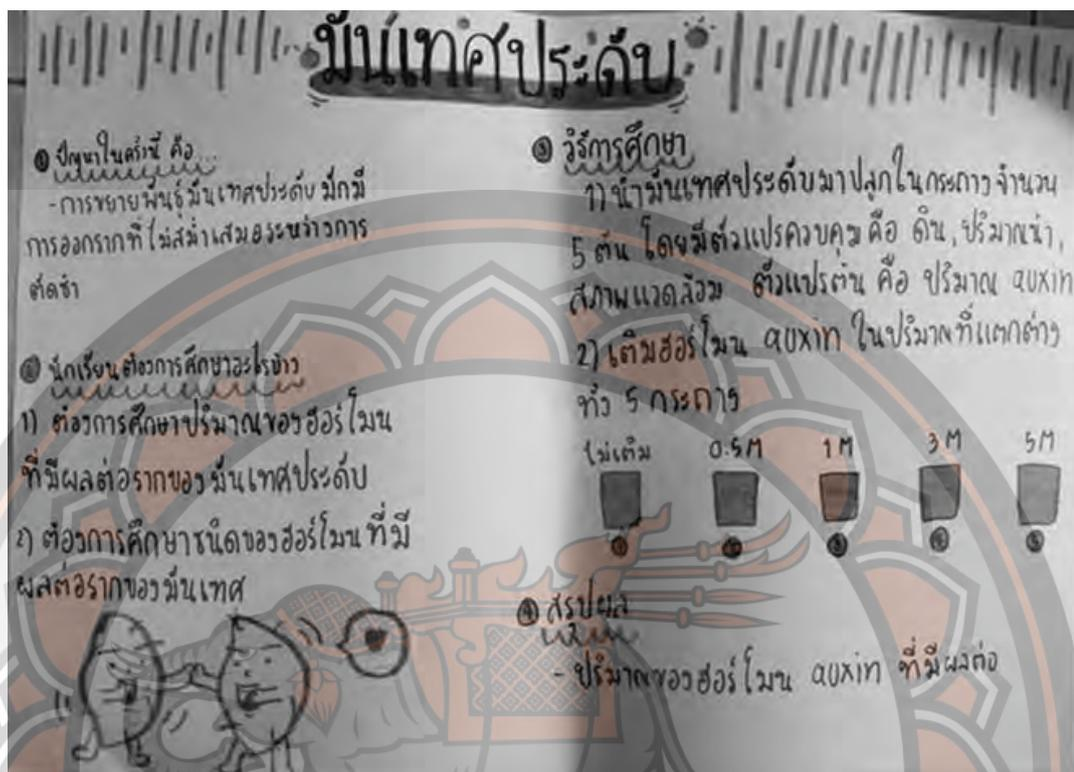 มันเทศประดับ
① ปัญหาในครั้งนี้ คือ
- การขยายพันธุ์มันเทศประดับ มักมี
การออกรากที่ไม่สม่ำเสมอระหว่างการ
ตัดชำ
② นักเรียนต้องการศึกษาอะไรบ้าง
1) ต้องการศึกษาปริมาณของฮอร์โมน
ที่มีผลต่อรากของมันเทศประดับ
2) ต้องการศึกษาชนิดของฮอร์โมน ที่มี
ผลต่อรากของมันเทศ
③ วิธีการศึกษา
1) นำมันเทศประดับมาปลูกในกระถาง จำนวน
5 ต้น โดยมีตัวแปรควบคุม คือ ดิน, ปริมาณน้ำ,
สภาพแวดล้อม ตัวแปรต้น คือ ปริมาณ auxin
2) เติมฮอร์โมน auxin ในปริมาณที่แตกต่าง
ทั้ง 5 กระถาง
ไม่เติม 0.5M 1M 3M 5M
① ② ③ ④ ⑤
④ สรุปผล
- ปริมาณของฮอร์โมน auxin ที่มีผลต่อ